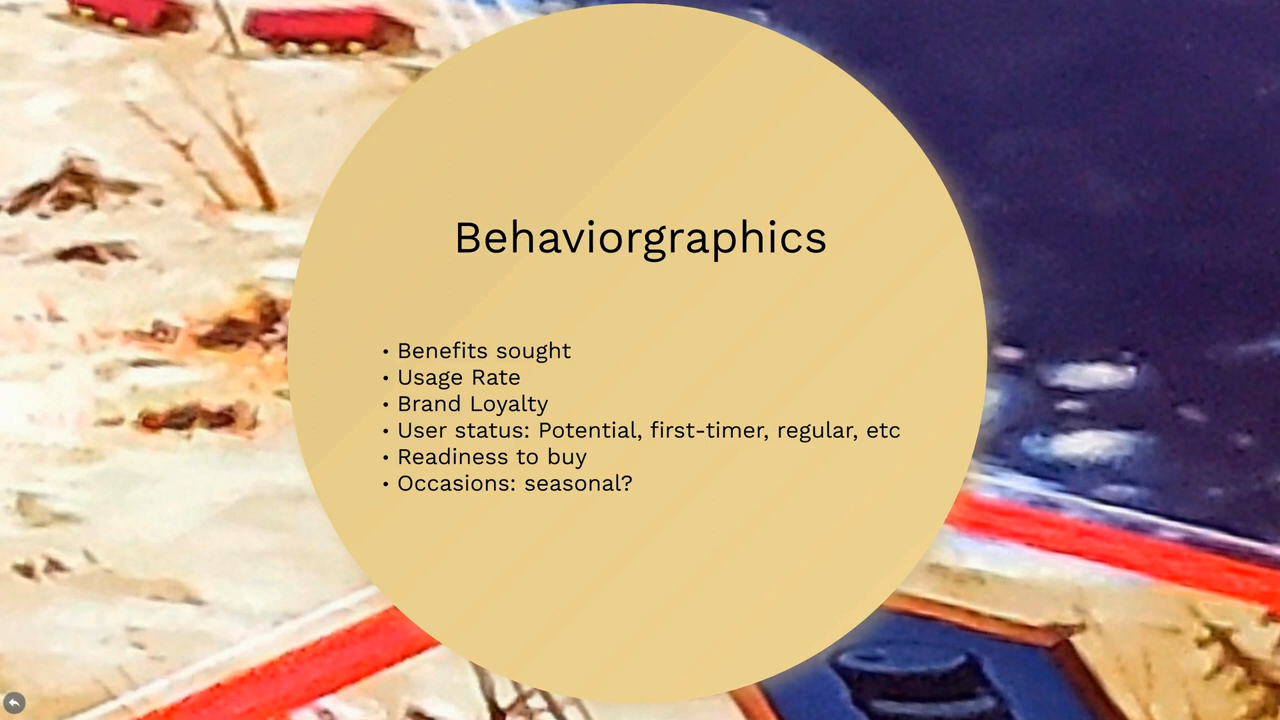 Behaviorgraphics
• Benefits sought
• Usage Rate
• Brand Loyalty
• User status: Potential, first-timer, regular, etc
• Readiness to buy
• Occasions: seasonal?